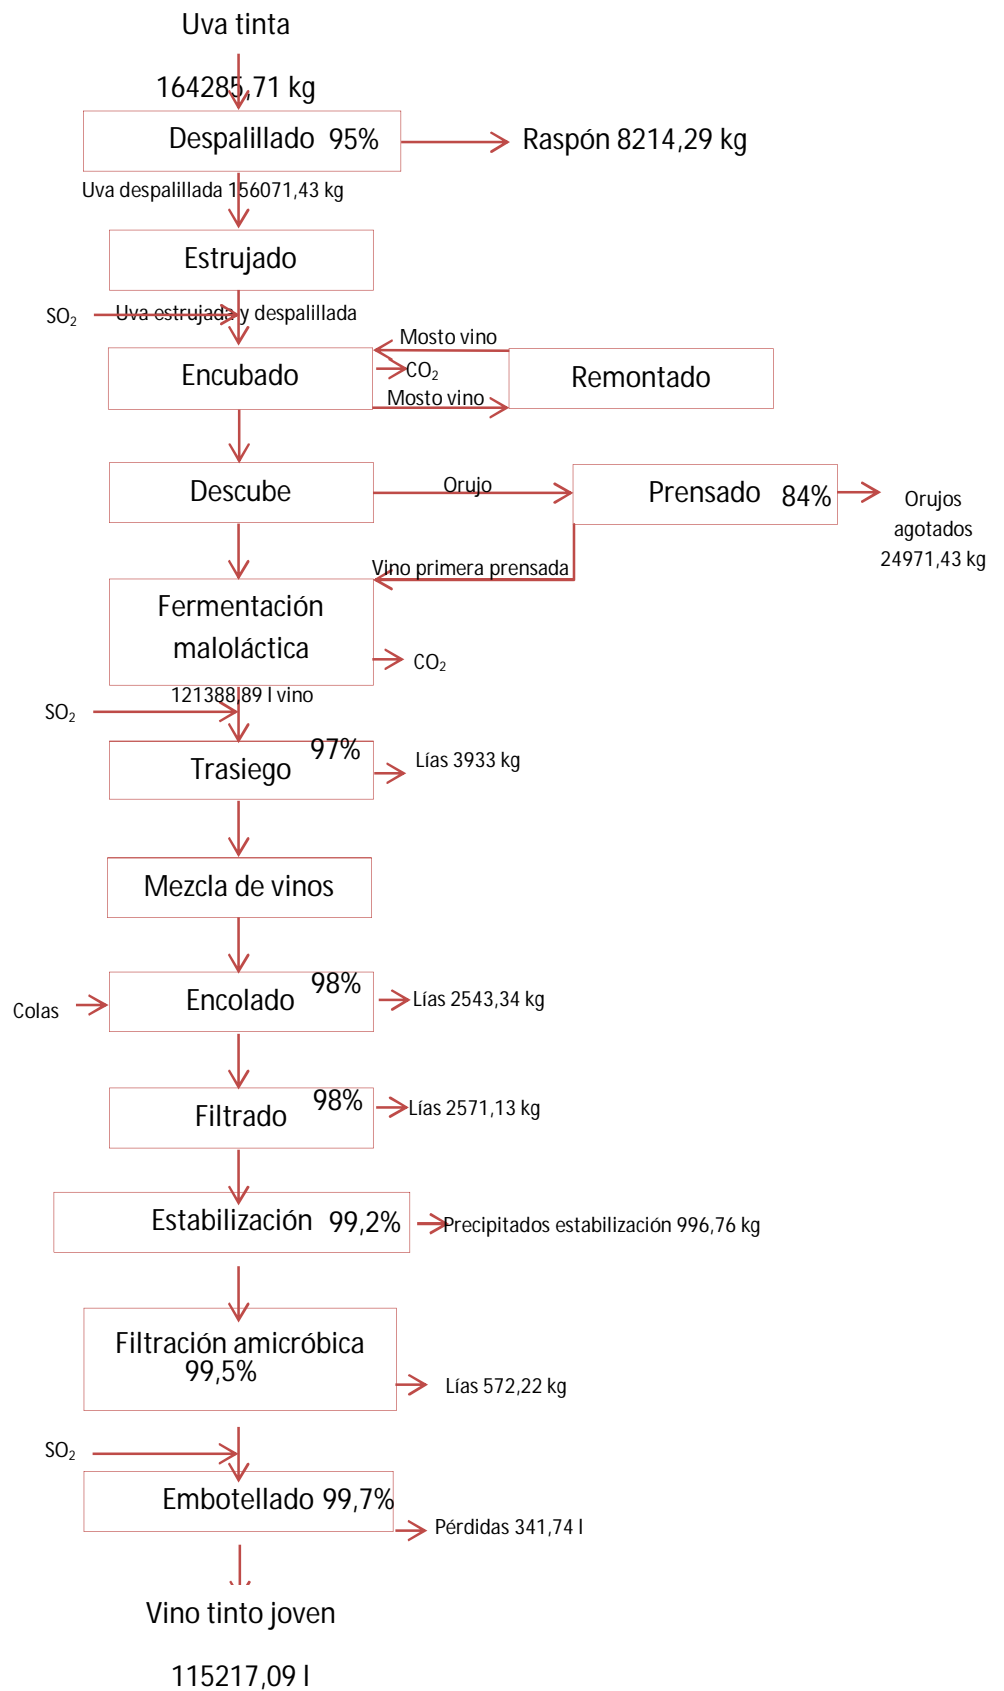 Uva tinta
164285,71 kg
Despalillado 95%
Raspón 8214,29 kg
Uva despalillada 156071,43 kg
Estrujado
SO₂
Uva estrujada y despalillada
Mosto vino
Encubado
CO₂
Remontado
Mosto vino
Descube
Orujo
Prensado 84%
Orujos
agotados
24971,43 kg
Vino primera prensada
Fermentación
maloláctica
CO₂
121388,89 l vino
SO₂
Trasiego 97%
Lías 3933 kg
Mezcla de vinos
Colas
Encolado 98%
Lías 2543,34 kg
Filtrado 98%
Lías 2571,13 kg
Estabilización 99,2%
Precipitados estabilización 996,76 kg
Filtración amicróbica
99,5%
Lías 572,22 kg
SO₂
Embotellado 99,7%
Pérdidas 341,74 l
Vino tinto joven
115217,09 l